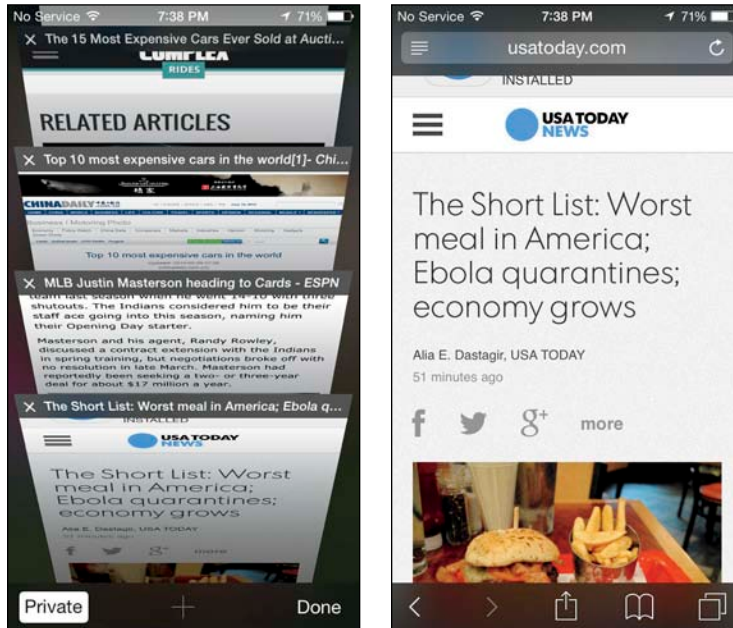 No Service 7:38 PM 71%
× The 15 Most Expensive Cars Ever Sold at Aucti...
COMPLEX
RIDES
RELATED ARTICLES
× Top 10 most expensive cars in the world[1]- Chi...
CHINADAILY
Business / Motoring Photo
Top 10 most expensive cars in the world
× MLB Justin Masterson heading to Cards - ESPN
team last season when he went 14-10 with three
shutouts. The Indians considered him to be their
staff ace going into this season, naming him
their Opening Day starter.
Masterson and his agent, Randy Rowley,
discussed a contract extension with the Indians
in spring training, but negotiations broke off with
no resolution in late March. Masterson had
reportedly been seeking a two- or three-year
deal for about $17 million a year.
× The Short List: Worst meal in America; Ebola q...
INSTALLED
USA TODAY
NEWS
The Short List: Worst
meal in America;
Ebola quarantines;
economy grows
Alia E. Dastagir, USA TODAY
51 minutes ago
f g+ more
Private + Done
No Service 7:38 PM 71%
usatoday.com
INSTALLED
USA TODAY
NEWS
The Short List: Worst
meal in America;
Ebola quarantines;
economy grows
Alia E. Dastagir, USA TODAY
51 minutes ago
f g+ more